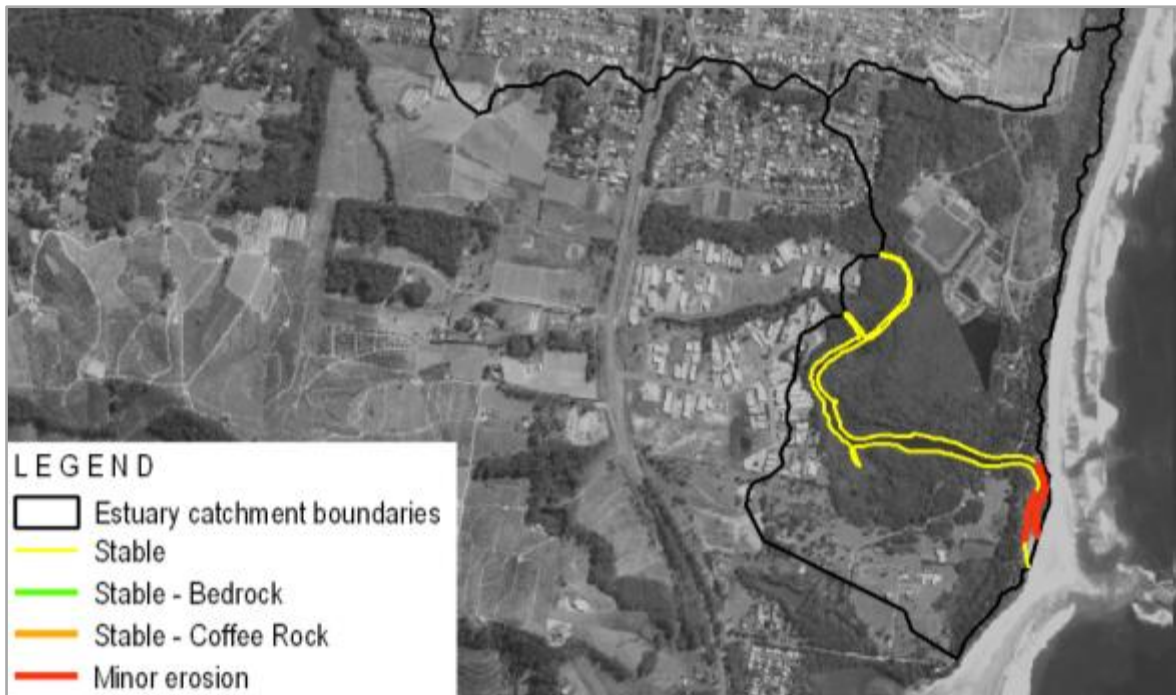 LEGEND
Estuary catchment boundaries
Stable
Stable - Bedrock
Stable - Coffee Rock
Minor erosion